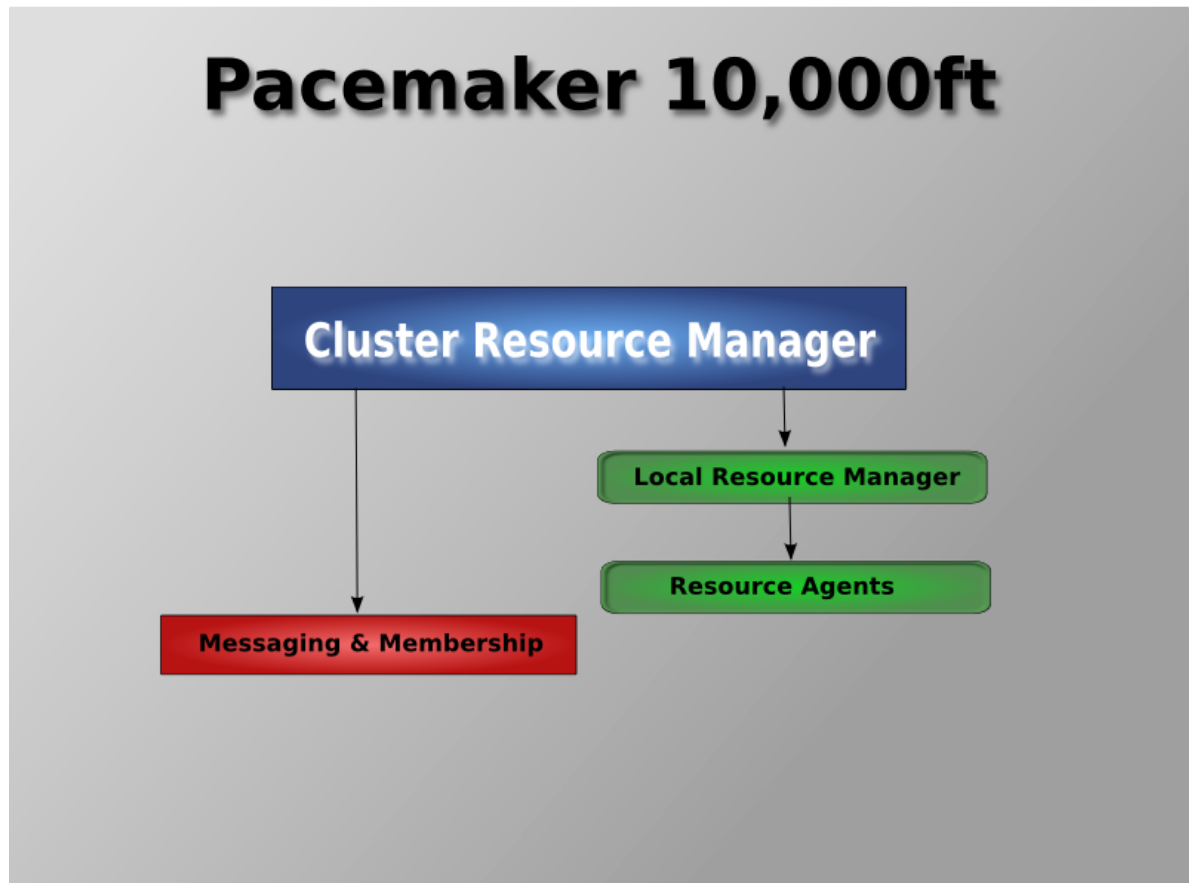 Pacemaker 10,000ft
Cluster Resource Manager
Local Resource Manager
Resource Agents
Messaging & Membership